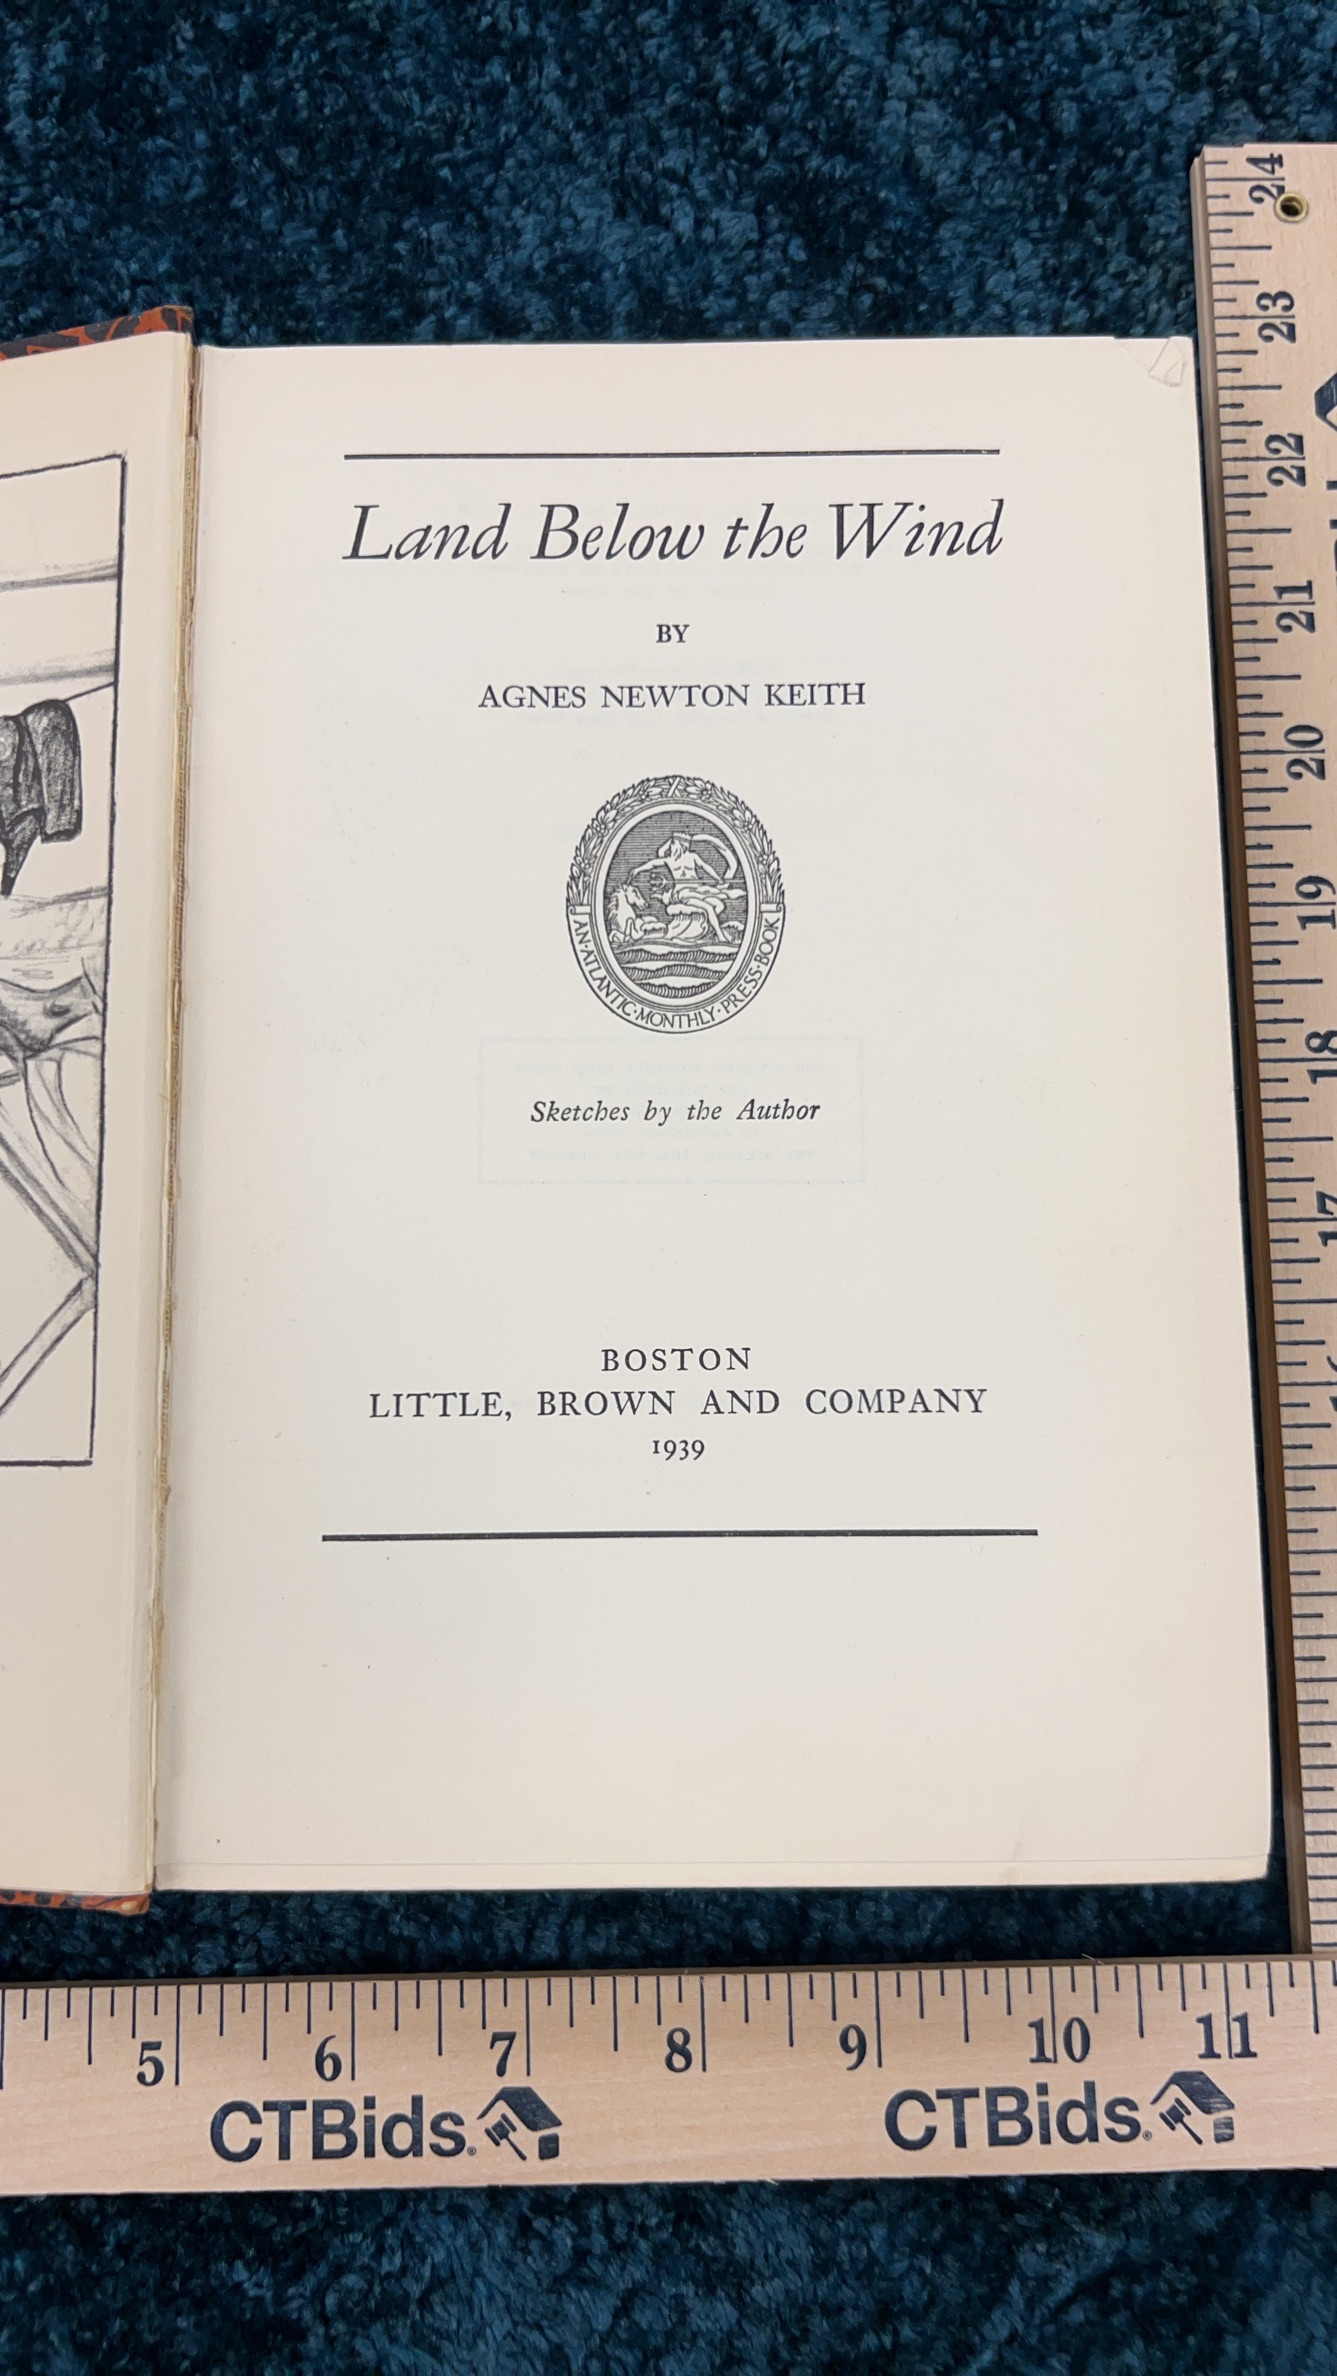 Land Below the Wind
BY
AGNES NEWTON KEITH
AN·ATLANTIC·MONTHLY·PRESS·BOOK
Sketches by the Author
BOSTON
LITTLE, BROWN AND COMPANY
1939
24
23
22
21
20
19
18
17
5 6 7 8 9 10 11
CTBids® CTBids®